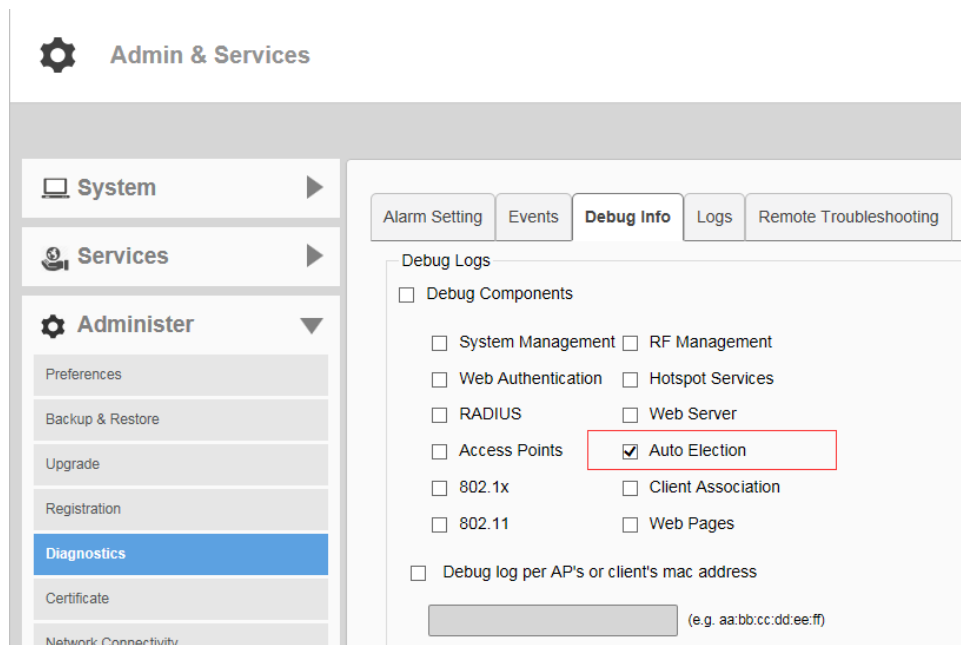 Admin & Services
System
Services
Administer
Preferences
Backup & Restore
Upgrade
Registration
Diagnostics
Certificate
Network Connectivity
Alarm Setting Events Debug Info Logs Remote Troubleshooting
Debug Logs
Debug Components
System Management RF Management
Web Authentication Hotspot Services
RADIUS Web Server
Access Points Auto Election
802.1x Client Association
802.11 Web Pages
Debug log per AP's or client's mac address
(e.g. aa:bb:cc:dd:ee:ff)